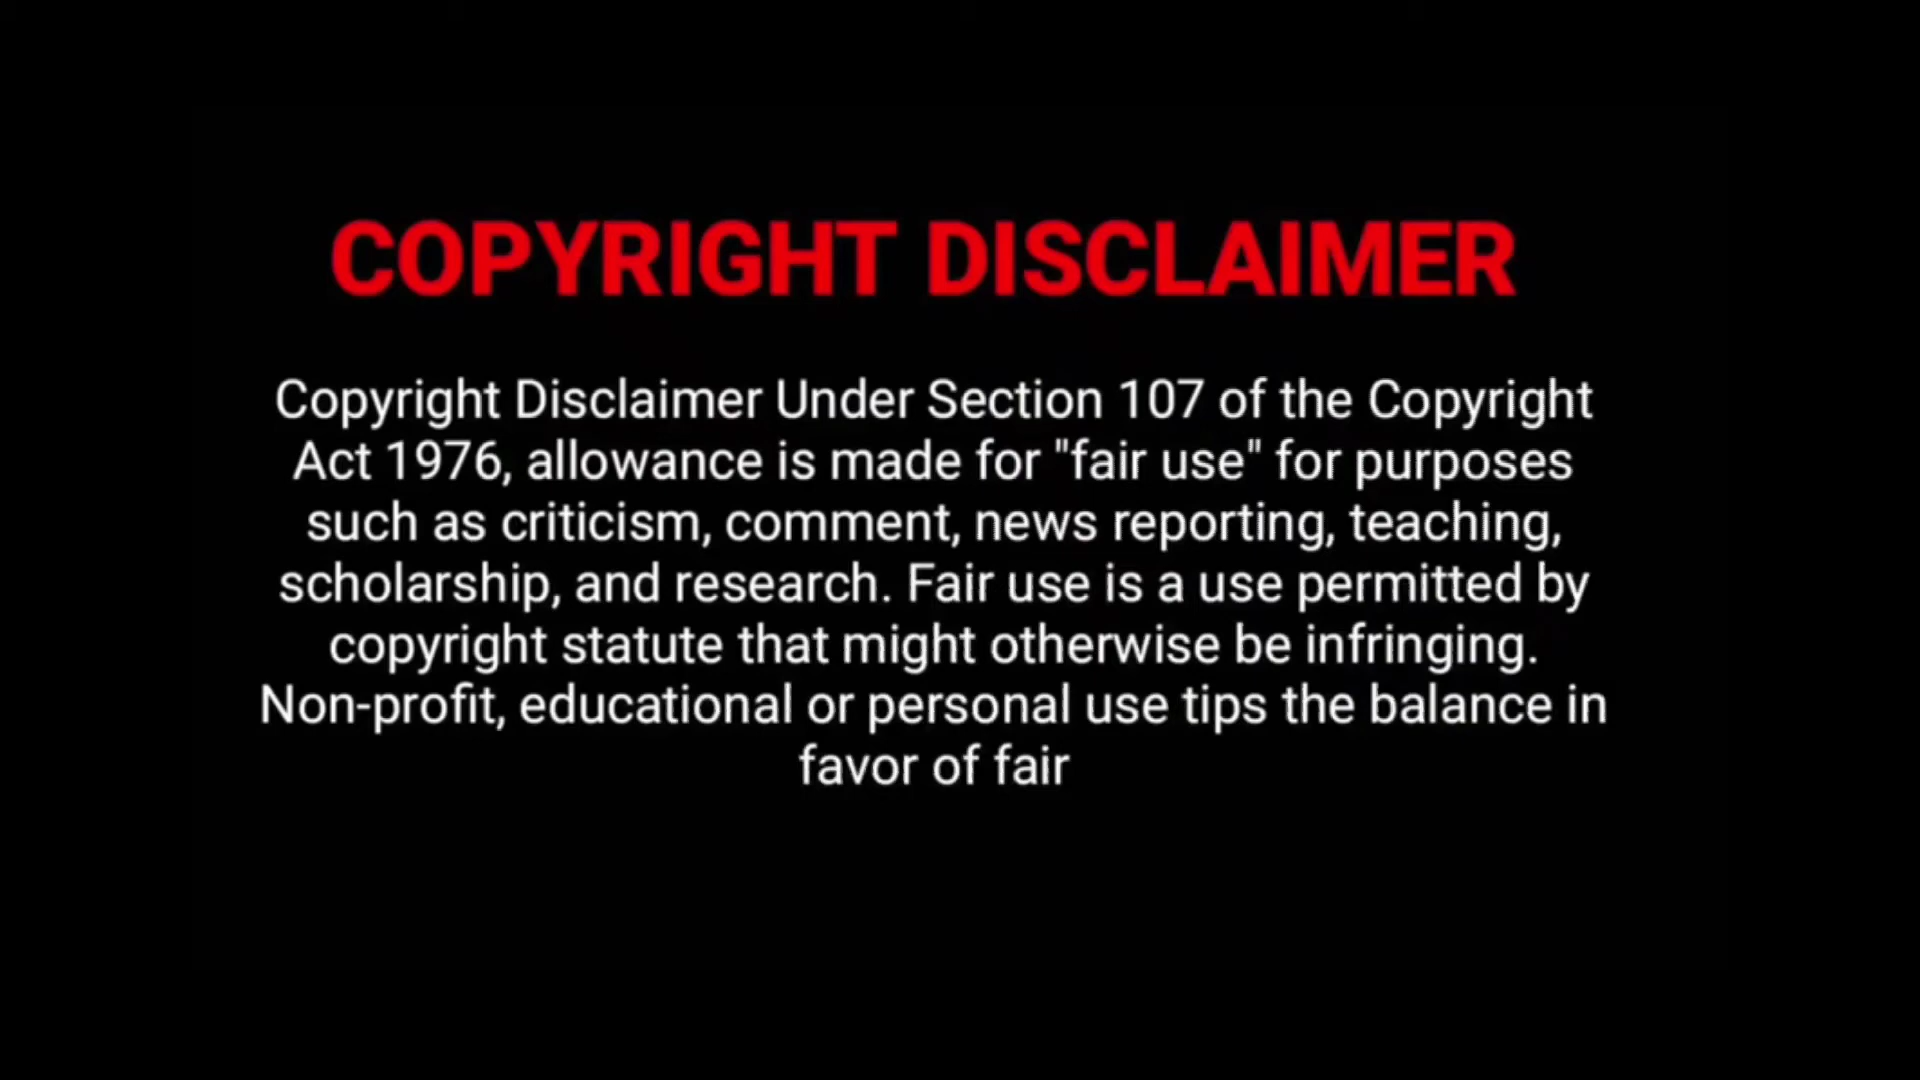 COPYRIGHT DISCLAIMER
Copyright Disclaimer Under Section 107 of the Copyright
Act 1976, allowance is made for "fair use" for purposes
such as criticism, comment, news reporting, teaching,
scholarship, and research. Fair use is a use permitted by
copyright statute that might otherwise be infringing.
Non-profit, educational or personal use tips the balance in
favor of fair